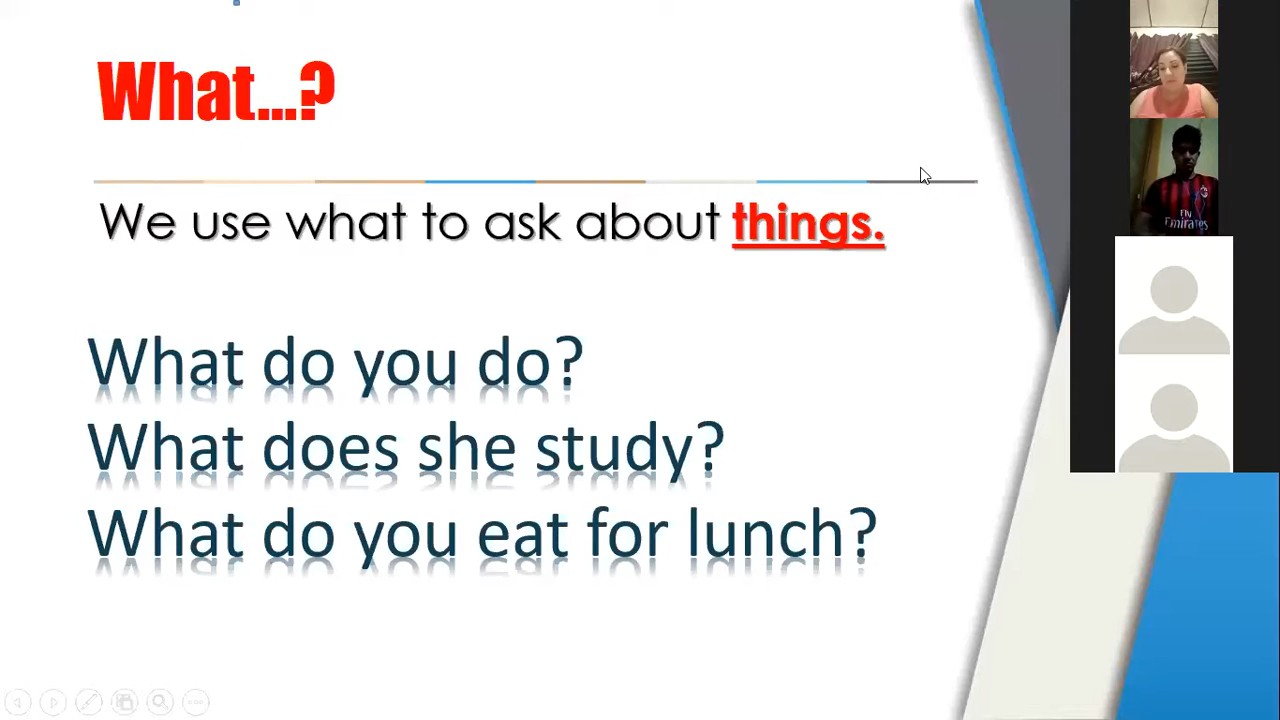 What...?
We use what to ask about things.
What do you do?
What does she study?
What do you eat for lunch?
Fly
Emirates